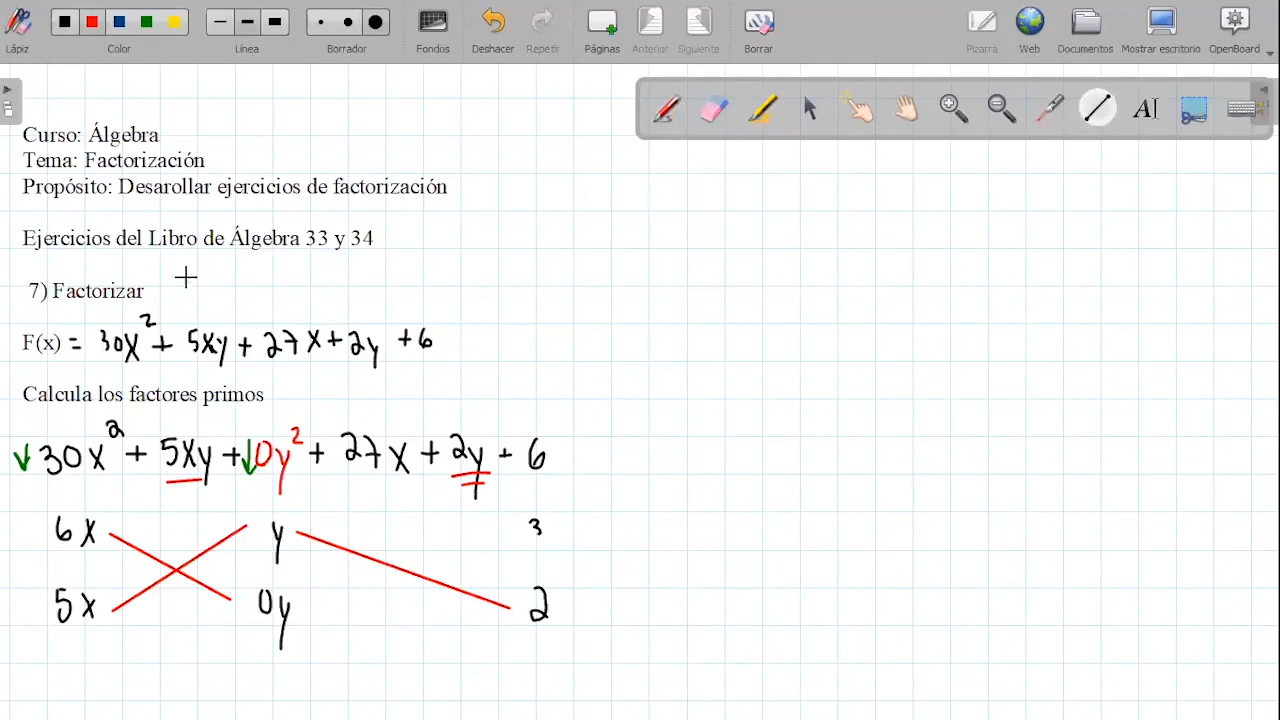 Lápiz Color Línea Borrador Fondos Deshacer Repetir Páginas Anterior Siguiente Borrar Pizarra Web Documentos Mostrar escritorio OpenBoard
Curso: Álgebra
Tema: Factorización
Propósito: Desarollar ejercicios de factorización
Ejercicios del Libro de Álgebra 33 y 34
7) Factorizar
F(x) = 30x² + 5xy + 27x + 2y + 6
Calcula los factores primos
30x² + 5xy + 0y² + 27x + 2y + 6
6x y 3
5x 0y 2